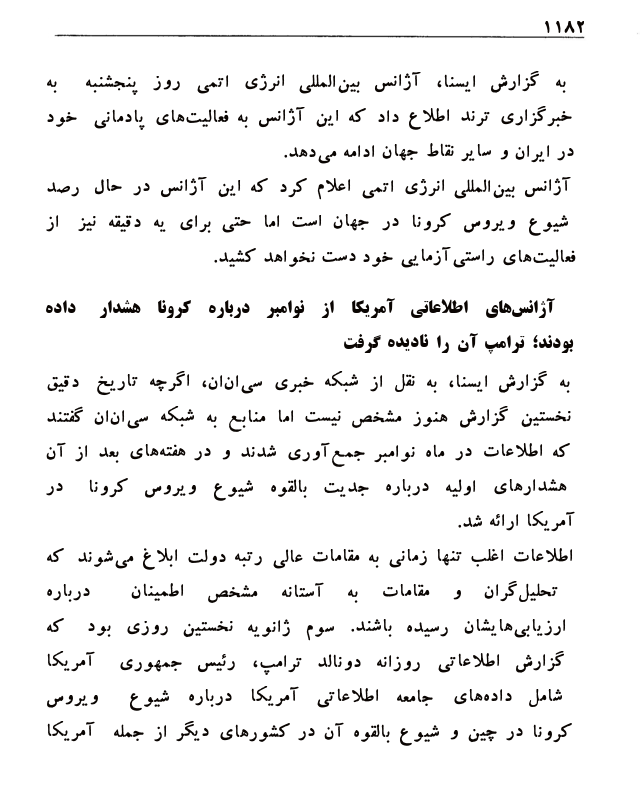 ۱۱۸۲
به گزارش ایسنا، آژانس بین‌المللی انرژی اتمی روز پنجشنبه به
خبرگزاری ترند اطلاع داد که این آژانس به فعالیت‌های پادمانی خود
در ایران و سایر نقاط جهان ادامه می‌دهد.
آژانس بین‌المللی انرژی اتمی اعلام کرد که این آژانس در حال رصد
شیوع ویروس کرونا در جهان است اما حتی برای یه دقیقه نیز از
فعالیت‌های راستی‌آزمایی خود دست نخواهد کشید.
آژانس‌های اطلاعاتی آمریکا از نوامبر درباره کرونا هشدار داده
بودند؛ ترامپ آن را نادیده گرفت
به گزارش ایسنا، به نقل از شبکه خبری سی‌ان‌ان، اگرچه تاریخ دقیق
نخستین گزارش هنوز مشخص نیست اما منابع به شبکه سی‌ان‌ان گفتند
که اطلاعات در ماه نوامبر جمع‌آوری شدند و در هفته‌های بعد از آن
هشدارهای اولیه درباره جدیت بالقوه شیوع ویروس کرونا در
آمریکا ارائه شد.
اطلاعات اغلب تنها زمانی به مقامات عالی رتبه دولت ابلاغ می‌شوند که
تحلیل‌گران و مقامات به آستانه مشخص اطمینان درباره
ارزیابی‌هایشان رسیده باشند. سوم ژانویه نخستین روزی بود که
گزارش اطلاعاتی روزانه دونالد ترامپ، رئیس جمهوری آمریکا
شامل داده‌های جامعه اطلاعاتی آمریکا درباره شیوع ویروس
کرونا در چین و شیوع بالقوه آن در کشورهای دیگر از جمله آمریکا